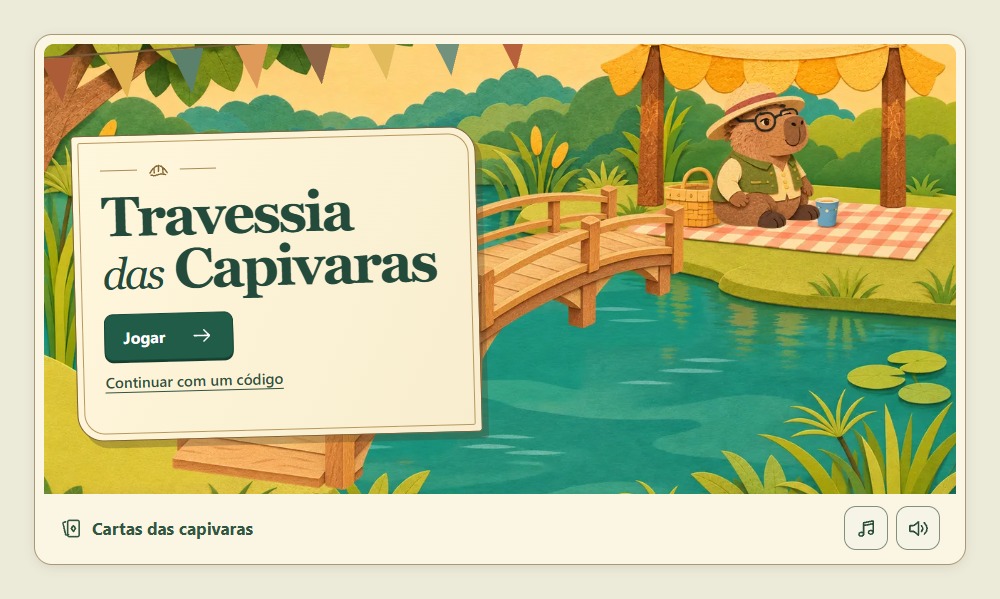 Travessia
das Capivaras
Jogar
Continuar com um código
Cartas das capivaras